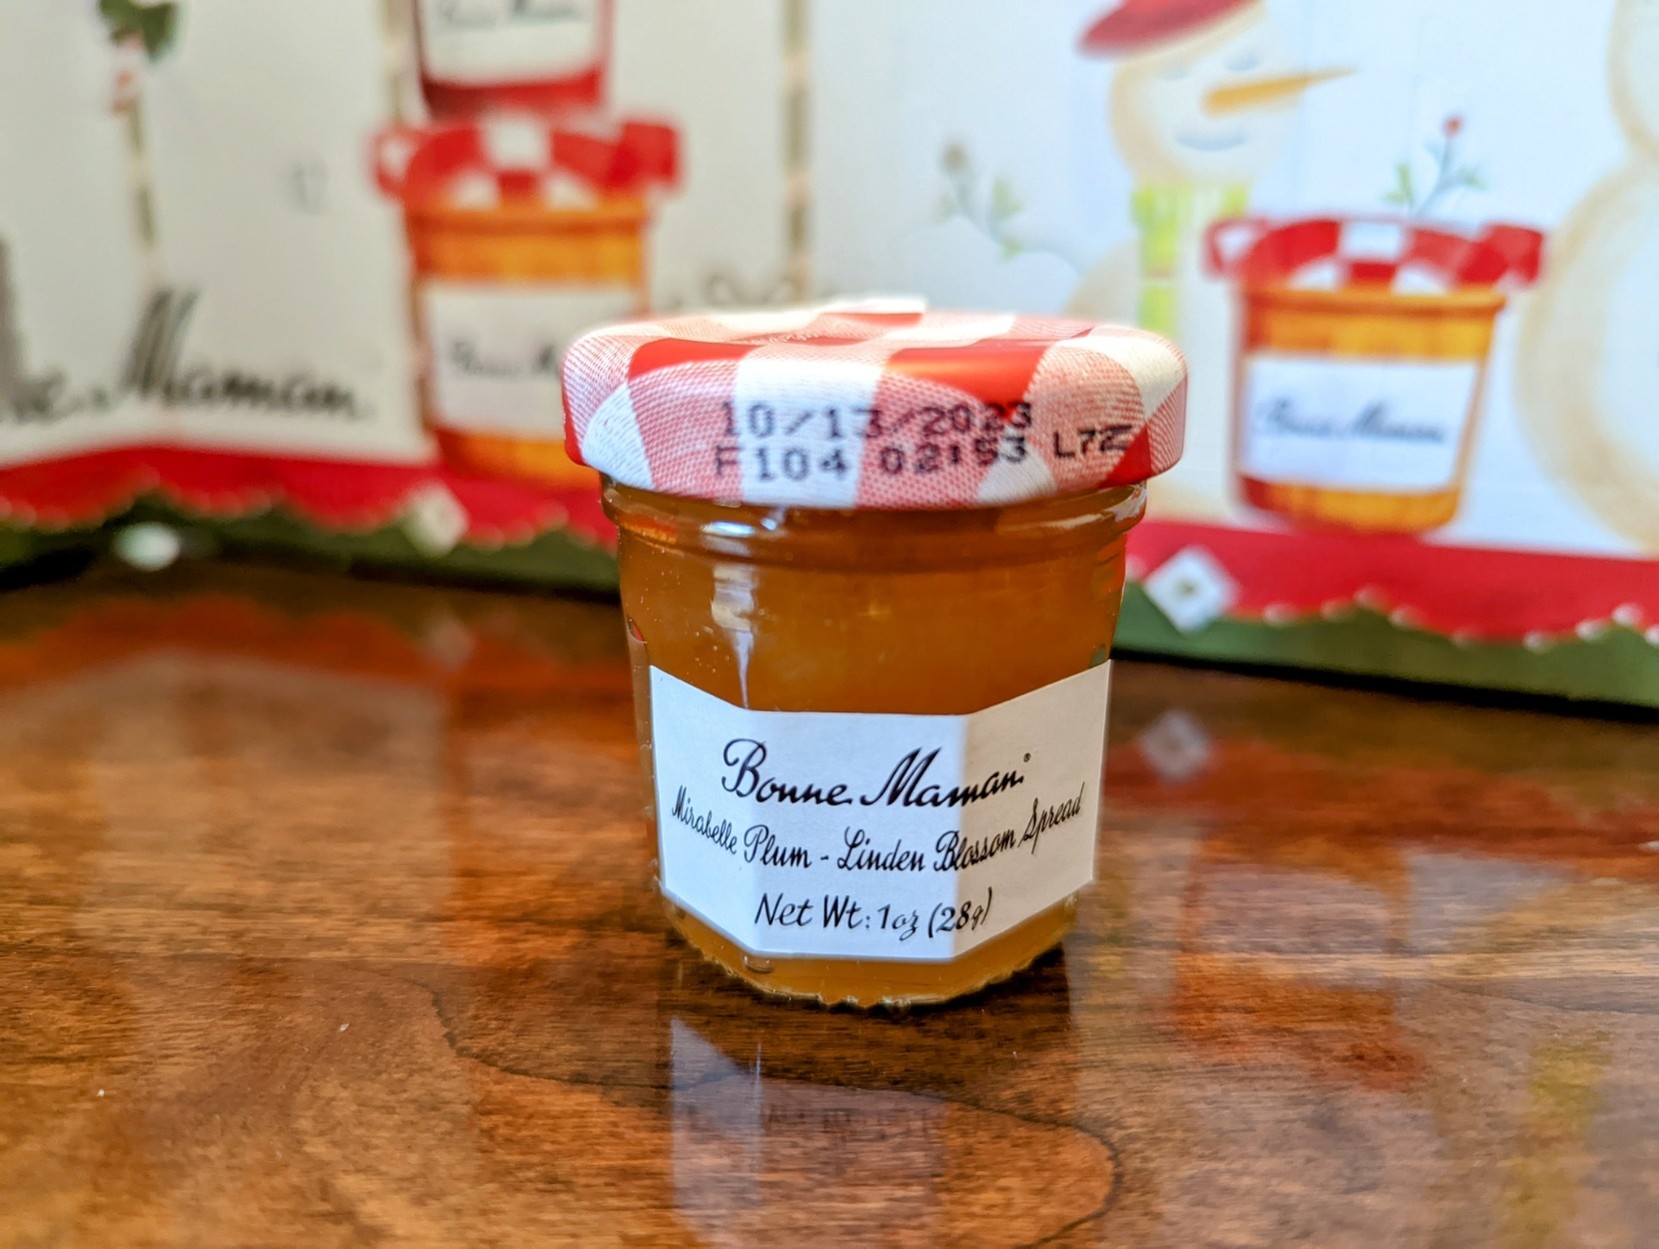 Bonne Maman
Maman
Bonne Maman
10/13/2023
F104 02:53 L72
Bonne Maman®
Mirabelle Plum - Linden Blossom Spread
Net Wt: 1oz (28g)